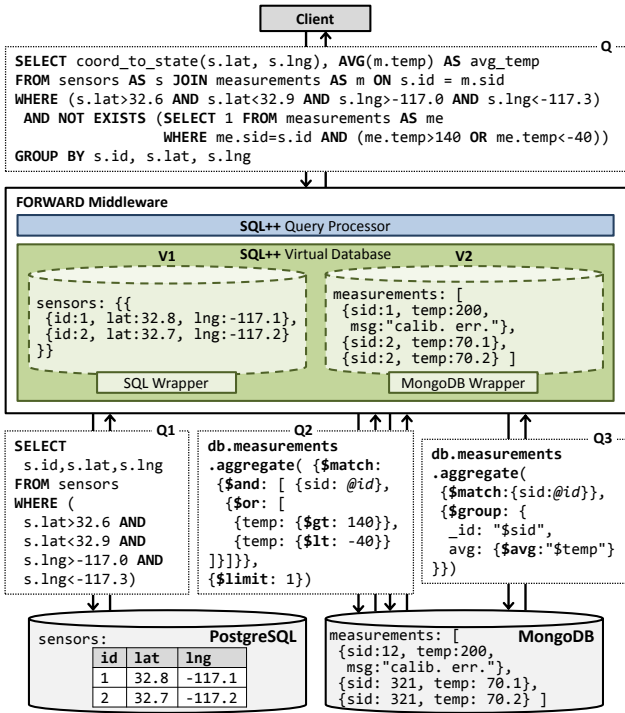 Client
Q
SELECT coord_to_state(s.lat, s.lng), AVG(m.temp) AS avg_temp
FROM sensors AS s JOIN measurements AS m ON s.id = m.sid
WHERE (s.lat>32.6 AND s.lat<32.9 AND s.lng>-117.0 AND s.lng<-117.3)
AND NOT EXISTS (SELECT 1 FROM measurements AS me
WHERE me.sid=s.id AND (me.temp>140 OR me.temp<-40))
GROUP BY s.id, s.lat, s.lng
FORWARD Middleware
SQL++ Query Processor
SQL++ Virtual Database
V1
sensors: {{
{id:1, lat:32.8, lng:-117.1},
{id:2, lat:32.7, lng:-117.2}
}}
SQL Wrapper
V2
measurements: [
{sid:1, temp:200,
msg:"calib. err."},
{sid:2, temp:70.1},
{sid:2, temp:70.2} ]
MongoDB Wrapper
Q1
SELECT
s.id,s.lat,s.lng
FROM sensors
WHERE (
s.lat>32.6 AND
s.lat<32.9 AND
s.lng>-117.0 AND
s.lng<-117.3)
Q2
db.measurements
.aggregate( {$match:
{$and: [ {sid: @id},
{$or: [
{temp: {$gt: 140}},
{temp: {$lt: -40}}
]}]}},
{$limit: 1})
Q3
db.measurements
.aggregate(
{$match:{sid:@id}},
{$group: {
_id: "$sid",
avg: {$avg:"$temp"}
}})
PostgreSQL
sensors:
id lat lng
1 32.8 -117.1
2 32.7 -117.2
MongoDB
measurements: [
{sid:12, temp:200,
msg:"calib. err."},
{sid: 321, temp: 70.1},
{sid: 321, temp: 70.2} ]